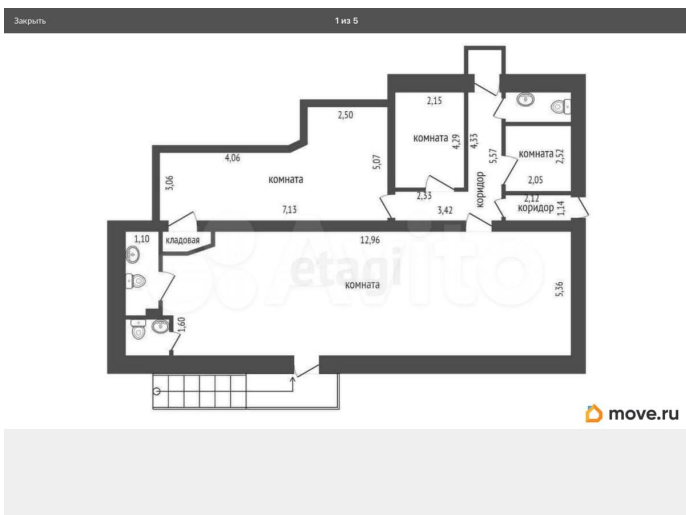 Закрыть
1 из 5
2,15
2,50
4,06
комната
4,29
4,33
5,57
комната
2,52
5,07
комната
3,06
2,05
коридор
2,33
2,12
7,13
3,42
коридор
1,14
1,10
кладовая
12,96
Avito
etagi
комната
5,36
1,60
move.ru